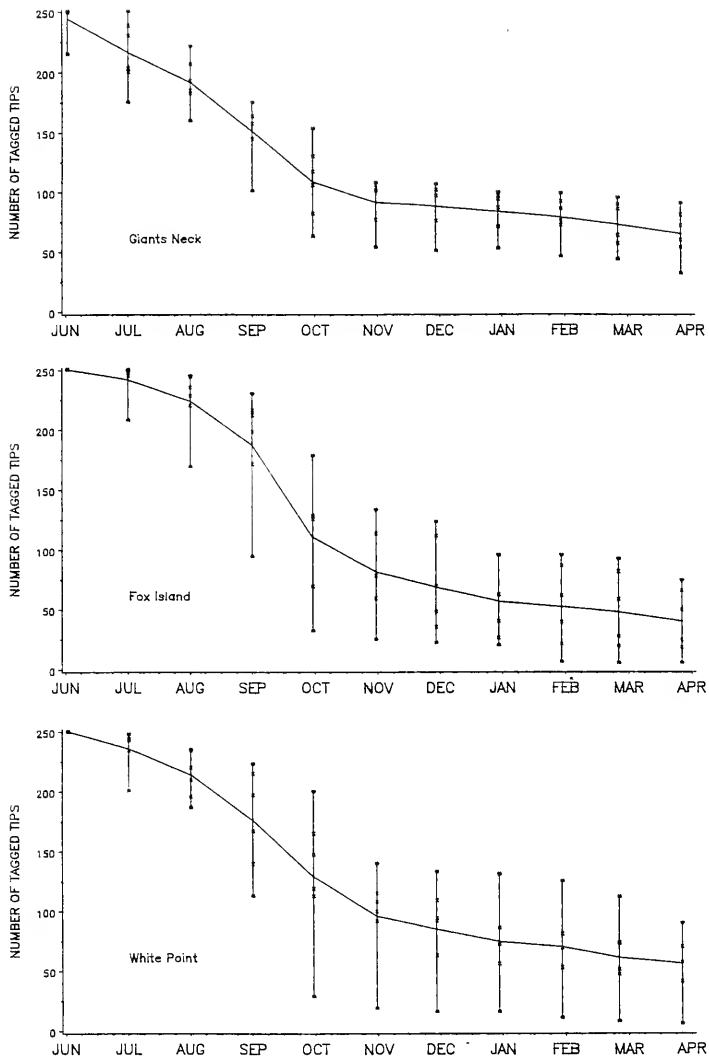 250
200
150
100
50
0
NUMBER OF TAGGED TIPS
Giants Neck
JUN JUL AUG SEP OCT NOV DEC JAN FEB MAR APR
250
200
150
100
50
0
NUMBER OF TAGGED TIPS
Fox Island
JUN JUL AUG SEP OCT NOV DEC JAN FEB MAR APR
250
200
150
100
50
0
NUMBER OF TAGGED TIPS
White Point
JUN JUL AUG SEP OCT NOV DEC JAN FEB MAR APR